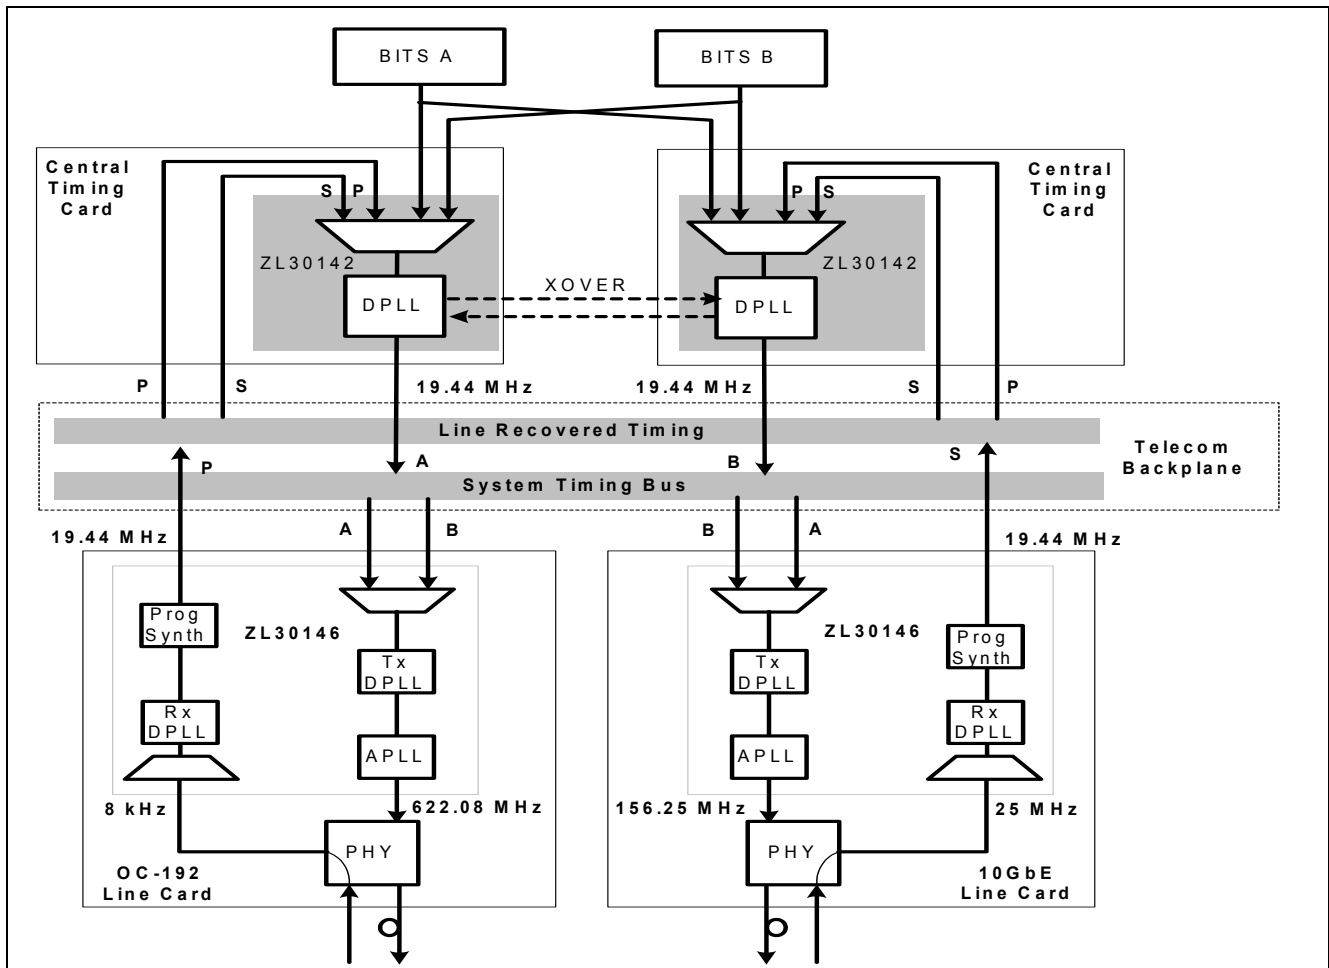 BITS A
BITS B
Central
Timing
Card
Central
Timing
Card
S P
P S
ZL30142
ZL30142
XOVER
DPLL
DPLL
P S
19.44 MHz
19.44 MHz
S P
Line Recovered Timing
Telecom
Backplane
P
A
B
S
System Timing Bus
A B
B A
19.44 MHz
19.44 MHz
Prog
Synth
ZL30146
ZL30146
Prog
Synth
Tx
DPLL
Tx
DPLL
Rx
DPLL
Rx
DPLL
APLL
APLL
8 kHz
622.08 MHz
156.25 MHz
25 MHz
PHY
PHY
OC-192
Line Card
10GbE
Line Card